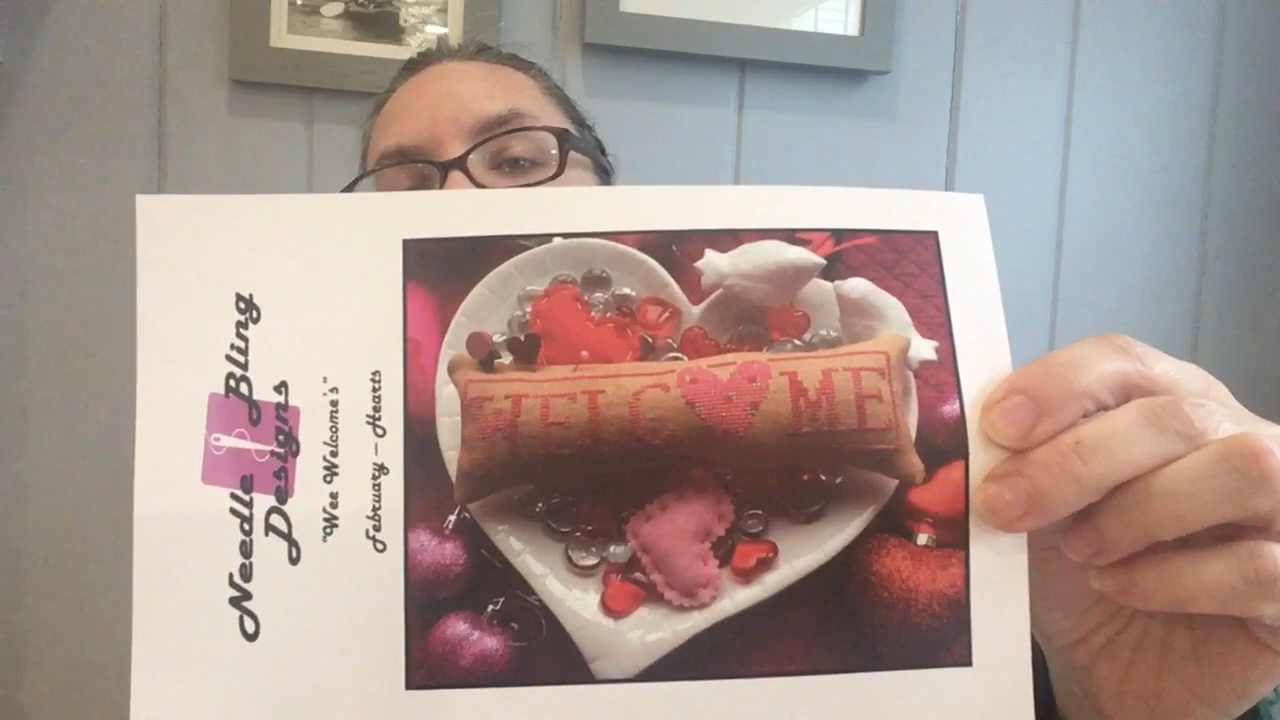 Needle Bling
Designs
"Wee Welcome's"
February – Hearts
WELC ME